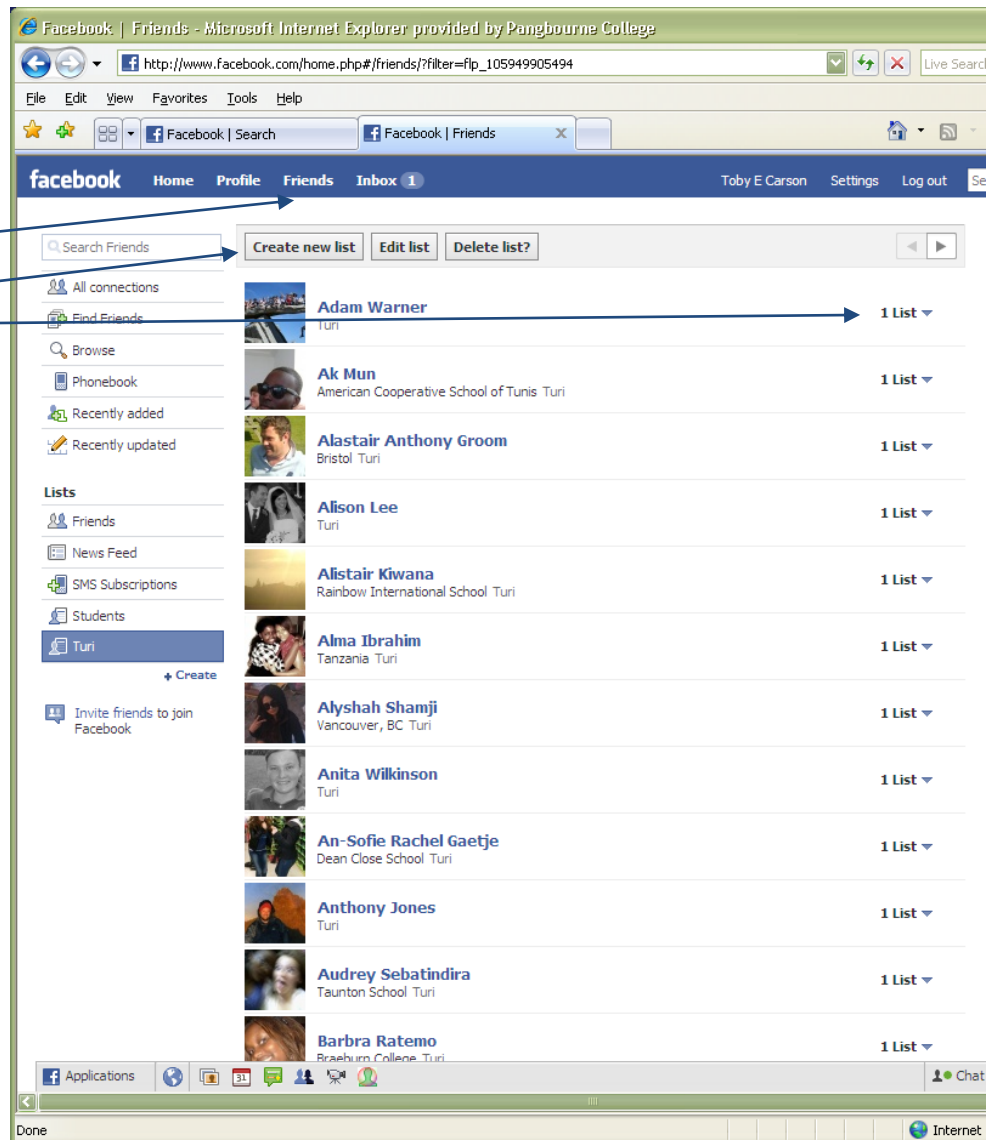 Facebook | Friends - Microsoft Internet Explorer provided by Pangbourne College
http://www.facebook.com/home.php#/friends/?filter=flp_105949905494
Live Search
File Edit View Favorites Tools Help
Facebook | Search
Facebook | Friends
facebook Home Profile Friends Inbox 1 Toby E Carson Settings Log out Se
Search Friends
All connections
Find Friends
Browse
Phonebook
Recently added
Recently updated
Lists
Friends
News Feed
SMS Subscriptions
Students
Turi
+ Create
Invite friends to join
Facebook
Create new list Edit list Delete list?
Adam Warner
Turi
1 List
Ak Mun
American Cooperative School of Tunis Turi
1 List
Alastair Anthony Groom
Bristol Turi
1 List
Alison Lee
Turi
1 List
Alistair Kiwana
Rainbow International School Turi
1 List
Alma Ibrahim
Tanzania Turi
1 List
Alyshah Shamji
Vancouver, BC Turi
1 List
Anita Wilkinson
Turi
1 List
An-Sofie Rachel Gaetje
Dean Close School Turi
1 List
Anthony Jones
Turi
1 List
Audrey Sebatindira
Taunton School Turi
1 List
Barbra Ratemo
Braeburn College Turi
1 List
Applications 31 Chat
Done Internet